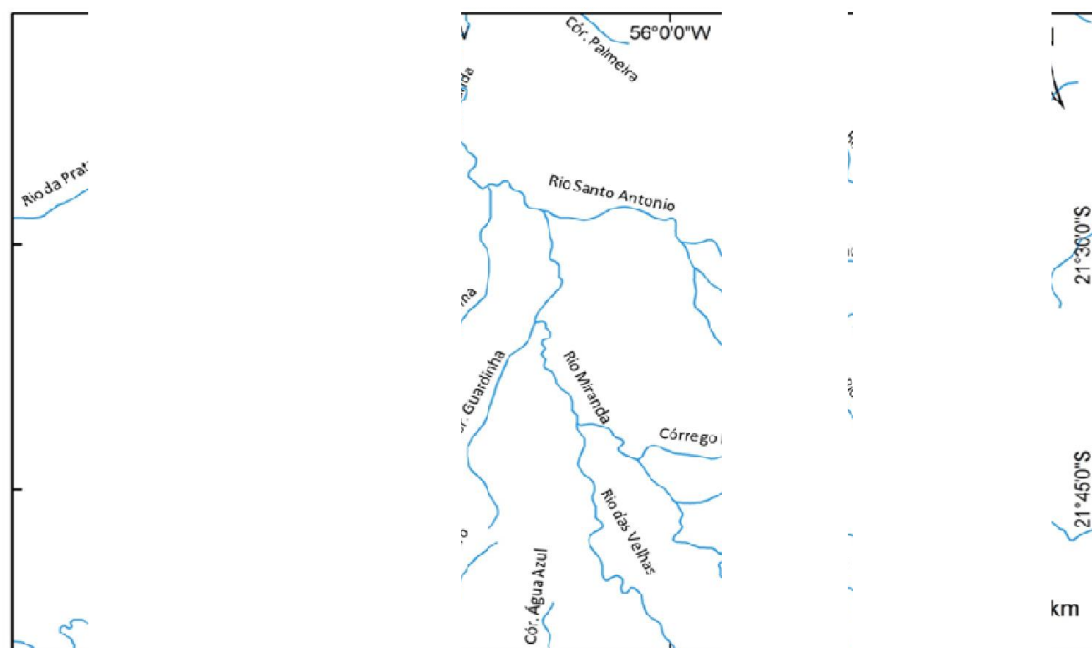 Cór. Palmeira
56°0'0"W
Rio da
Rio Santo Antonio
21°30'0"S
Rio Miranda
Guardinha
Córrego
21°45'0"S
Rio das Velhas
Cór. Água Azul
km